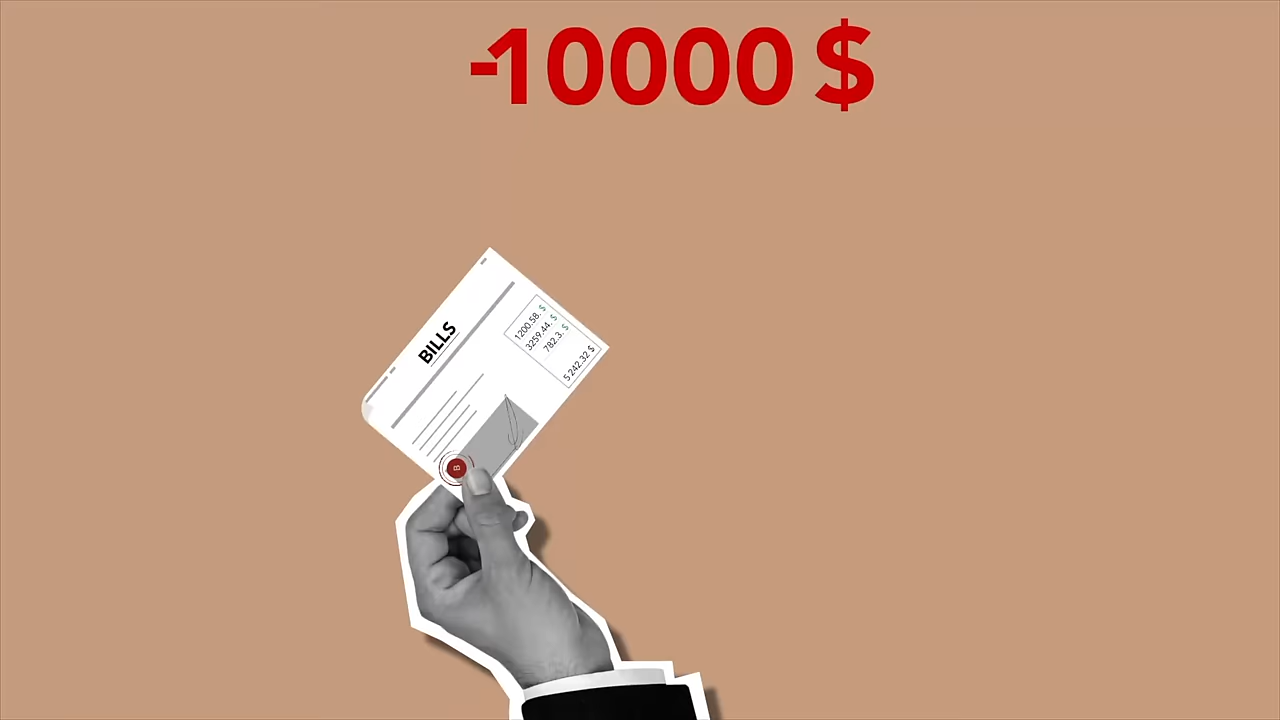 -10000 $
BILLS
1200.58. $
3259.44. $
782.3. $
5 242.32 $
B